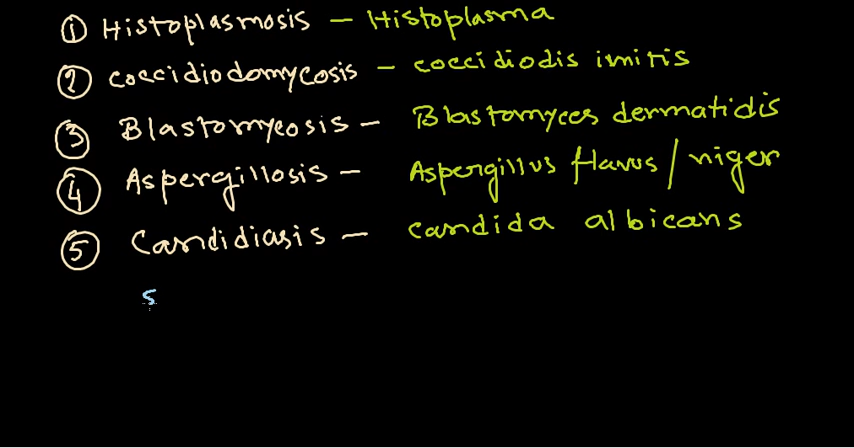 ① Histoplasmosis – Histoplasma
② Coccidiodomycosis – coccidiodis imitis
③ Blastomycosis – Blastomyces dermatidis
④ Aspergillosis – Aspergillus flavus / niger
⑤ Candidiasis – candida albicans
s